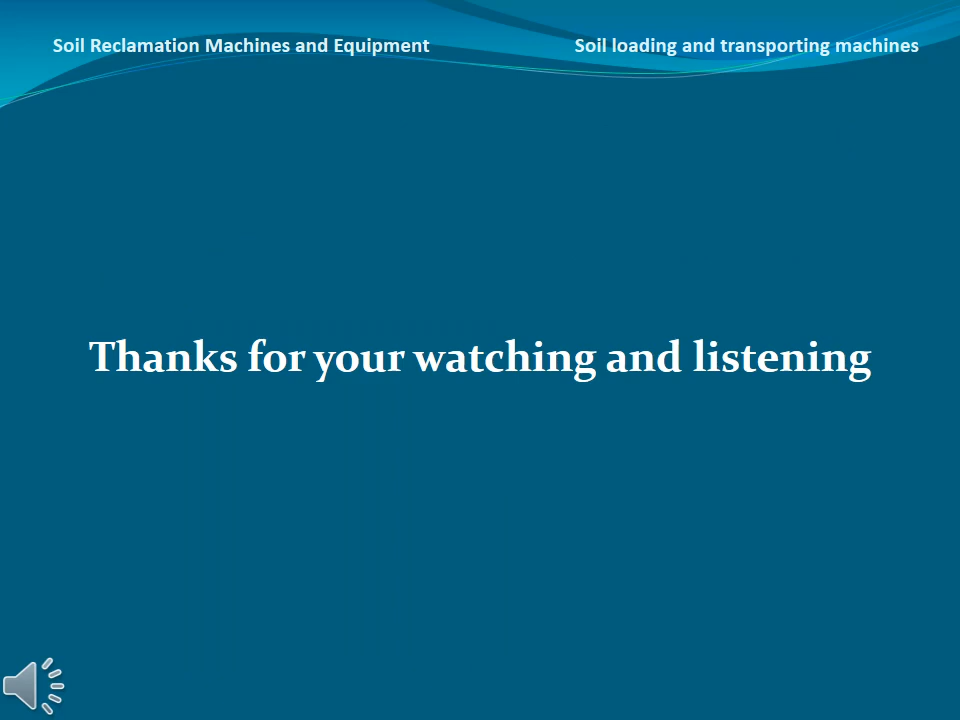 Soil Reclamation Machines and Equipment
Soil loading and transporting machines
Thanks for your watching and listening